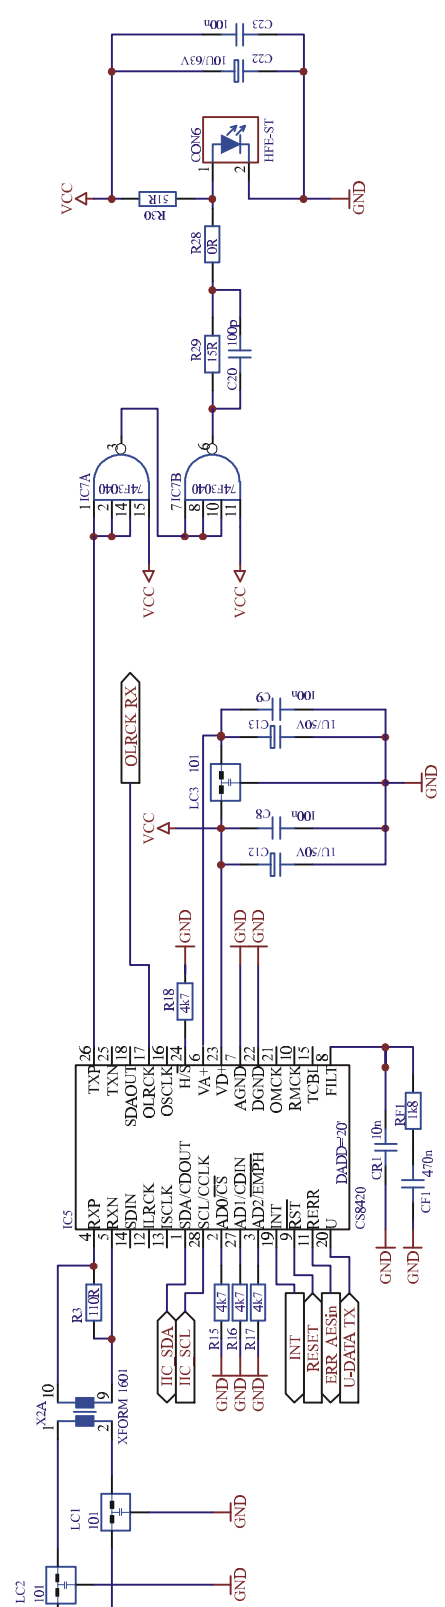 100n
C23
10U/63V
C22
CON6
HFE-ST
1
2
VCC
51R
R30
GND
R28
0R
R29
15R
100p
C20
3
6
1
IC7A
74F3040
7
IC7B
74F3040
2
14
15
8
10
11
VCC
VCC
OLRCK RX
C9
100n
C13
1U/50V
LC3
101
GND
VCC
C8
100n
C12
1U/50V
GND
GND
GND
R18
4k7
26
25
18
17
16
24
6
23
7
22
21
10
15
8
TXP
TXN
SDAOUT
OLRCK
OSCLK
H/S
VA+
VD+
AGND
DGND
OMCK
RMCK
TCBL
FILT
DADD='20'
IC5
CS8420
RXP
RXN
SDIN
ILRCK
ISCLK
SDA/CDOUT
SCL/CCLK
AD0/CS
AD1/CDIN
AD2/EMPH
INT
RST
RERR
U
4
5
14
12
13
1
28
2
27
3
19
9
11
20
RF1
1k8
10n
CR1
470n
CF1
GND
GND
R3
110R
R15
4k7
R16
4k7
R17
4k7
IIC_SDA
IIC_SCL
GND
GND
GND
INT
RESET
ERR_AESin
U-DATA TX
X2A
10
9
1
2
XFORM 1601
LC1
101
GND
LC2
101
GND